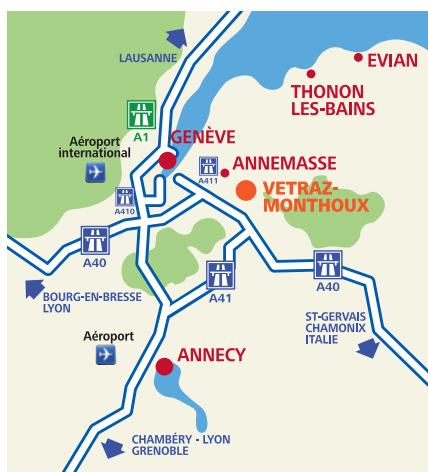 LAUSANNE
EVIAN
THONON
LES-BAINS
A1
GENÈVE
Aéroport
international
A411
ANNEMASSE
VETRAZ-
MONTHOUX
A410
A40
A41
A40
BOURG-EN-BRESSE
LYON
ST-GERVAIS
CHAMONIX
ITALIE
Aéroport
ANNECY
CHAMBÉRY - LYON
GRENOBLE